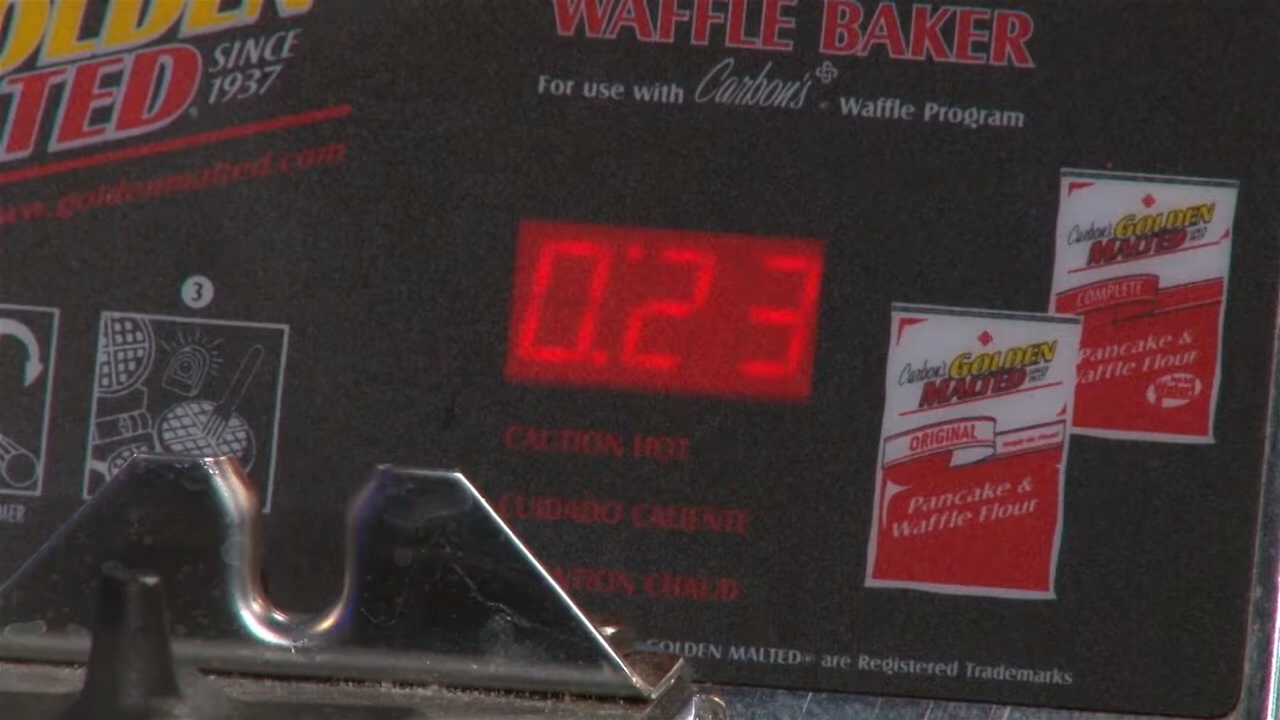 OLDEN
TED SINCE
1937
www.goldenmalted.com
WAFFLE BAKER
For use with Carbon's Waffle Program
0:23
3
CAUTION HOT
CUIDADO CALIENTE
CHAUD
GOLDEN MALTED® are Registered Trademarks
Carbon's GOLDEN
MALTED
COMPLETE
Pancake &
Waffle Flour
Carbon's GOLDEN
MALTED
ORIGINAL
Pancake &
Waffle Flour